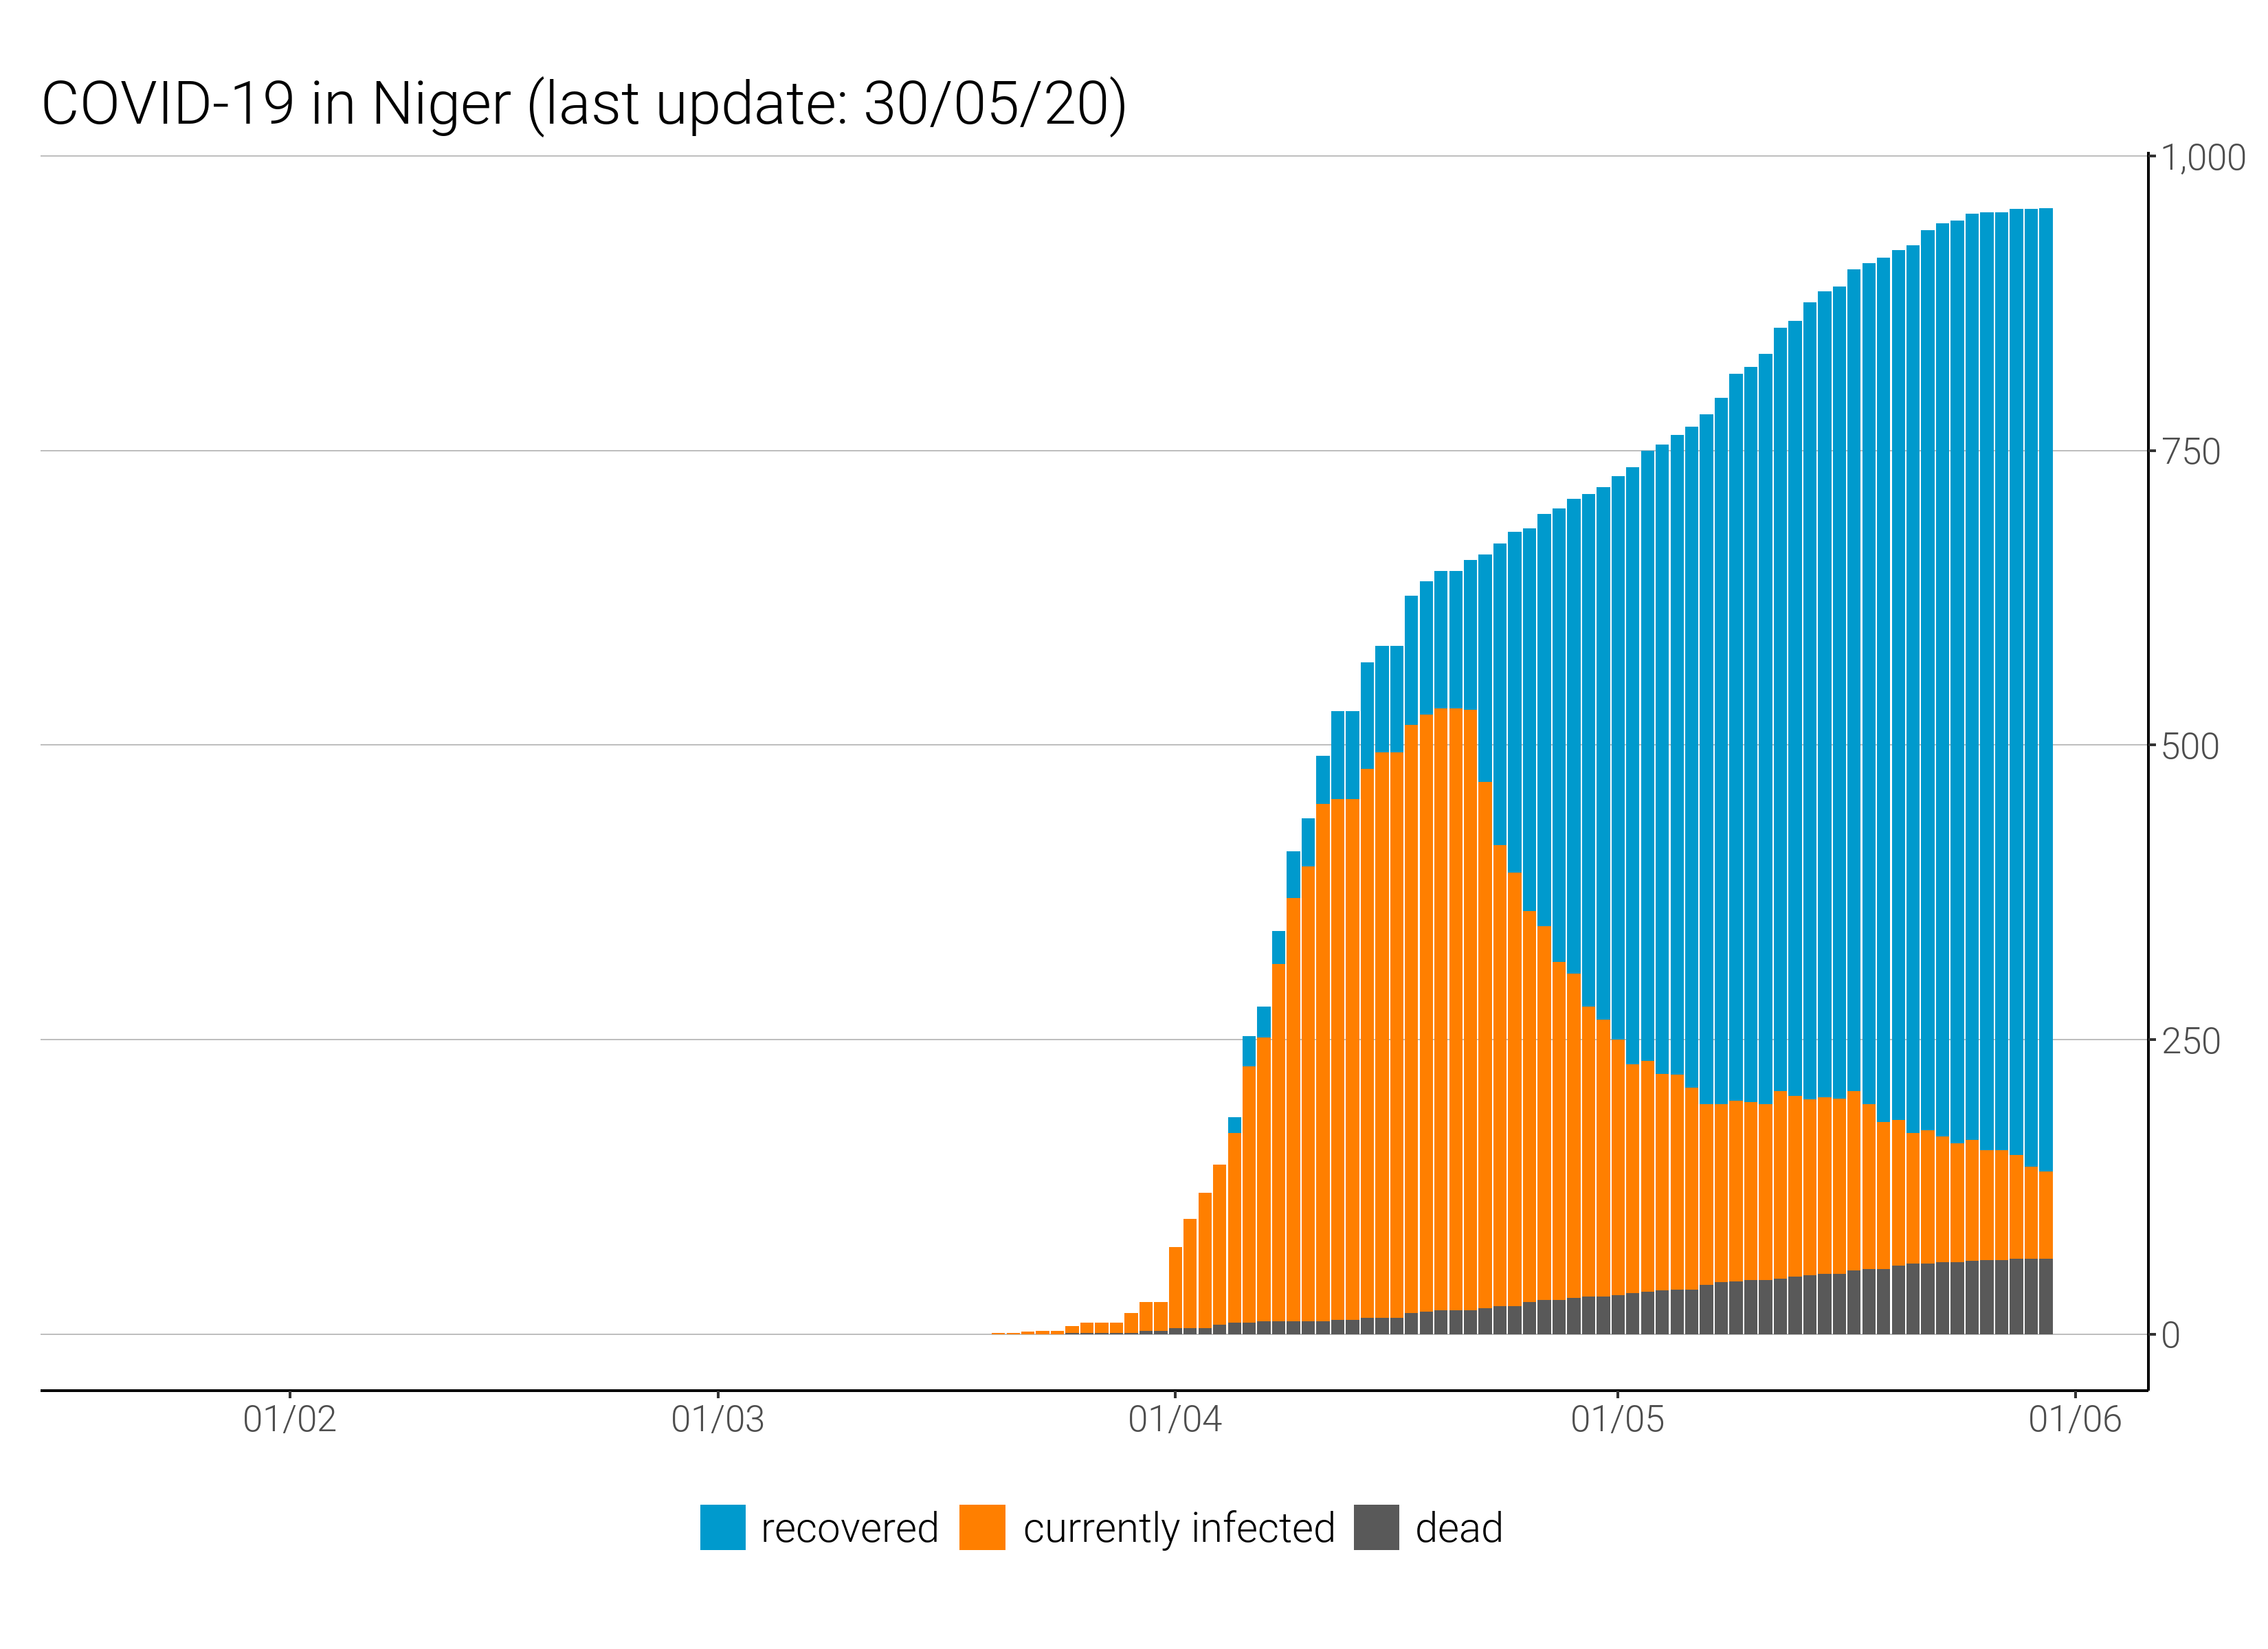 COVID-19 in Niger (last update: 30/05/20)
1,000
750
500
250
0
01/02 01/03 01/04 01/05 01/06
recovered currently infected dead